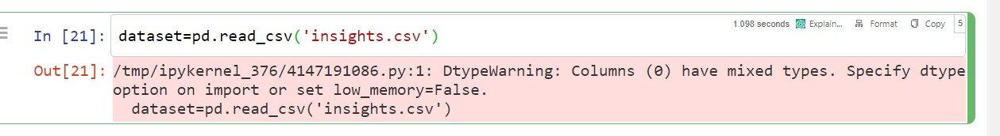 1.098 seconds Explain... Format Copy 5
In [21]: dataset=pd.read_csv('insights.csv')
Out[21]: /tmp/ipykernel_376/4147191086.py:1: DtypeWarning: Columns (0) have mixed types. Specify dtype
option on import or set low_memory=False.
  dataset=pd.read_csv('insights.csv')